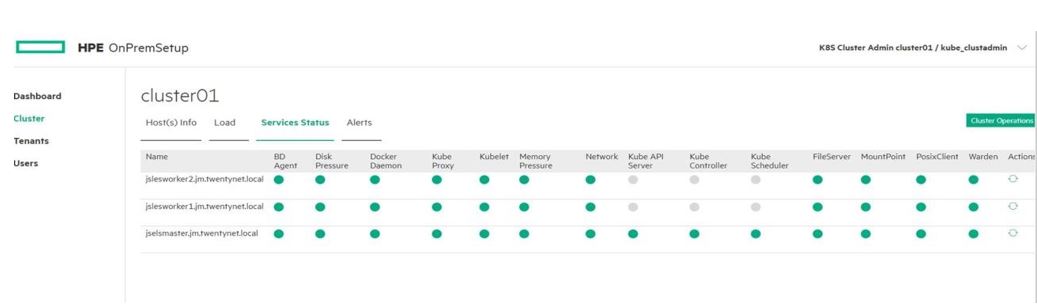 HPE OnPremSetup
K8S Cluster Admin cluster01 / kube_clustadmin
Dashboard
Cluster
Tenants
Users
cluster01
Host(s) Info Load Services Status Alerts
Cluster Operations
Name BD Agent Disk Pressure Docker Daemon Kube Proxy Kubelet Memory Pressure Network Kube API Server Kube Controller Kube Scheduler FileServer MountPoint PosixClient Warden Actions
jslesworker2.jm.twentynet.local
jslesworker1.jm.twentynet.local
jselsmaster.jm.twentynet.local